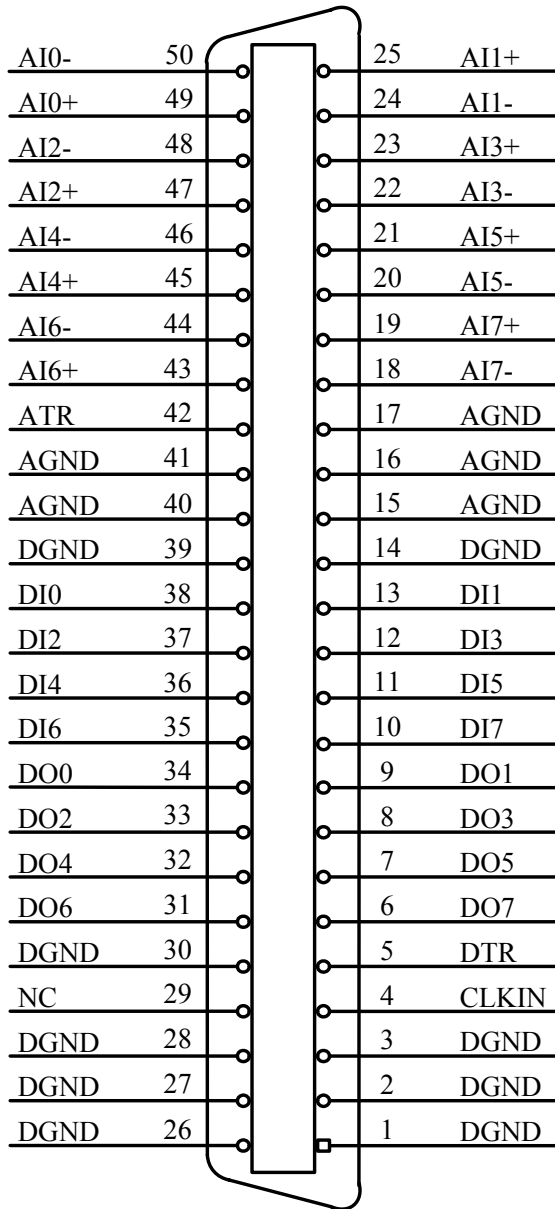 AI0- 50 25 AI1+
AI0+ 49 24 AI1-
AI2- 48 23 AI3+
AI2+ 47 22 AI3-
AI4- 46 21 AI5+
AI4+ 45 20 AI5-
AI6- 44 19 AI7+
AI6+ 43 18 AI7-
ATR 42 17 AGND
AGND 41 16 AGND
AGND 40 15 AGND
DGND 39 14 DGND
DI0 38 13 DI1
DI2 37 12 DI3
DI4 36 11 DI5
DI6 35 10 DI7
DO0 34 9 DO1
DO2 33 8 DO3
DO4 32 7 DO5
DO6 31 6 DO7
DGND 30 5 DTR
NC 29 4 CLKIN
DGND 28 3 DGND
DGND 27 2 DGND
DGND 26 1 DGND